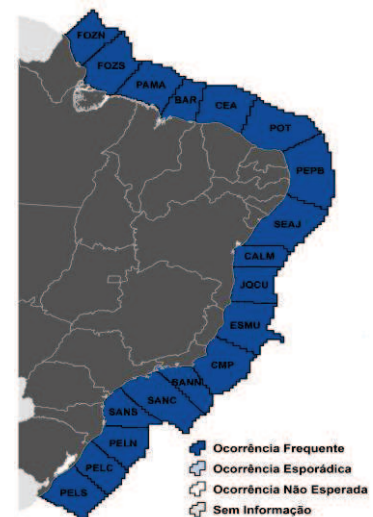 FOZN
FOZS
PAMA
BAR
CEA
POT
PEPB
SEAJ
CALM
JQCU
ESMU
CMP
SANN
SANC
SANS
PELN
PELC
PELS
Ocorrência Frequente
Ocorrência Esporádica
Ocorrência Não Esperada
Sem Informação